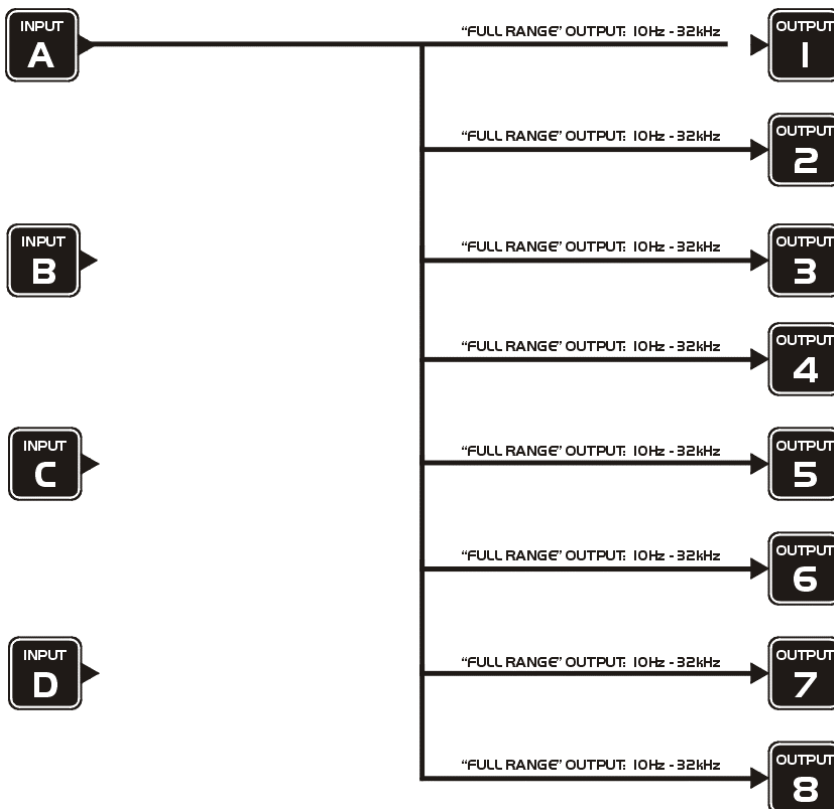 INPUT
A
"FULL RANGE" OUTPUT: 10Hz - 32kHz
OUTPUT
1
"FULL RANGE" OUTPUT: 10Hz - 32kHz
OUTPUT
2
INPUT
B
"FULL RANGE" OUTPUT: 10Hz - 32kHz
OUTPUT
3
"FULL RANGE" OUTPUT: 10Hz - 32kHz
OUTPUT
4
INPUT
C
"FULL RANGE" OUTPUT: 10Hz - 32kHz
OUTPUT
5
"FULL RANGE" OUTPUT: 10Hz - 32kHz
OUTPUT
6
INPUT
D
"FULL RANGE" OUTPUT: 10Hz - 32kHz
OUTPUT
7
"FULL RANGE" OUTPUT: 10Hz - 32kHz
OUTPUT
8